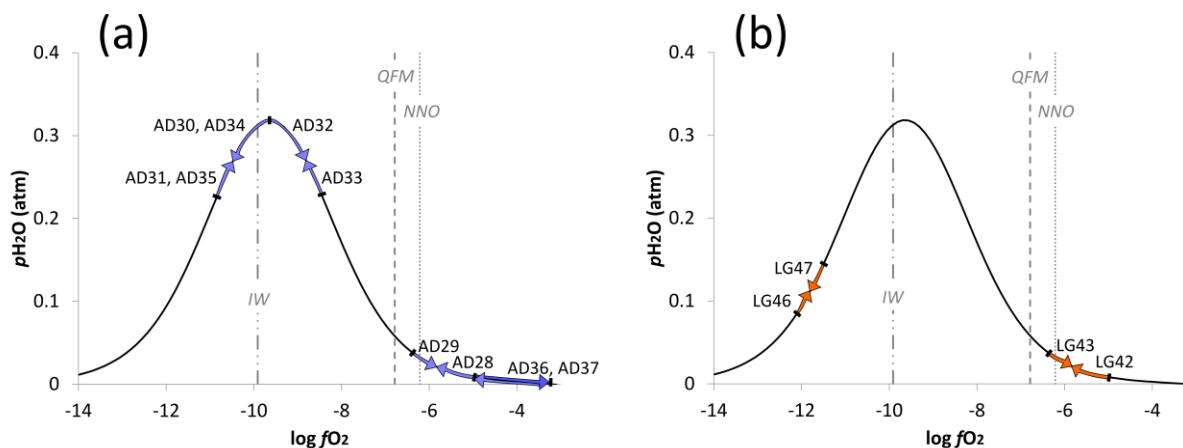 (a)
0.4
0.3
0.2
0.1
0
pH₂O (atm)
QFM
NNO
AD30, AD34
AD32
AD31, AD35
AD33
IW
AD29
AD28
AD36, AD37
-14
-12
-10
-8
-6
-4
log fO₂
(b)
0.4
0.3
0.2
0.1
0
pH₂O (atm)
QFM
NNO
LG47
LG46
IW
LG43
LG42
-14
-12
-10
-8
-6
-4
log fO₂